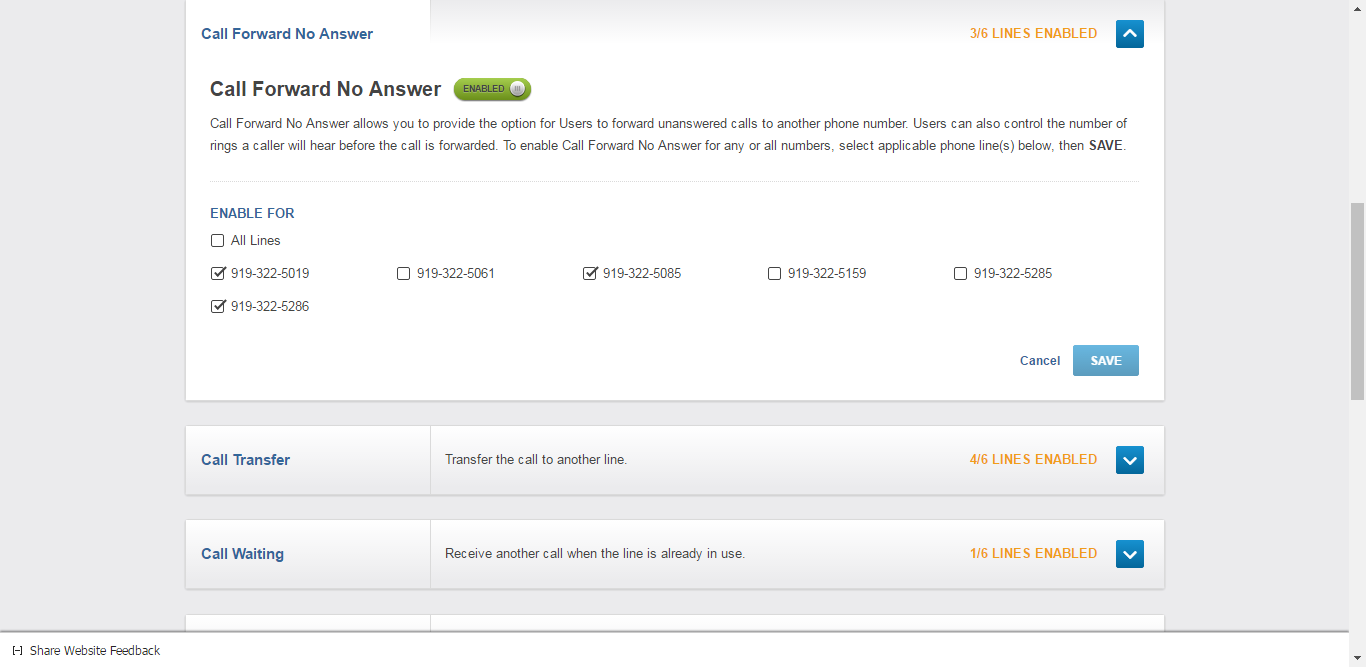 Call Forward No Answer 3/6 LINES ENABLED
Call Forward No Answer ENABLED
Call Forward No Answer allows you to provide the option for Users to forward unanswered calls to another phone number. Users can also control the number of
rings a caller will hear before the call is forwarded. To enable Call Forward No Answer for any or all numbers, select applicable phone line(s) below, then SAVE.
ENABLE FOR
All Lines
919-322-5019 919-322-5061 919-322-5085 919-322-5159 919-322-5285
919-322-5286
Cancel SAVE
Call Transfer Transfer the call to another line. 4/6 LINES ENABLED
Call Waiting Receive another call when the line is already in use. 1/6 LINES ENABLED
[-] Share Website Feedback